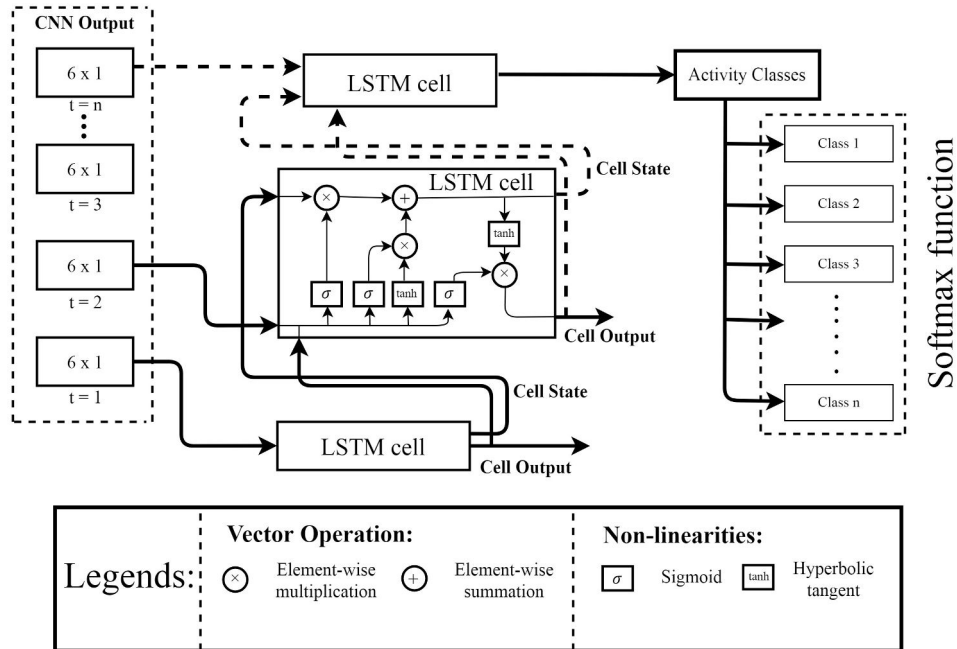 CNN Output
6 x 1
t = n
6 x 1
t = 3
6 x 1
t = 2
6 x 1
t = 1
LSTM cell
Activity Classes
Cell State
LSTM cell
×
+
tanh
×
×
σ
σ
tanh
σ
Cell Output
Cell State
LSTM cell
Cell Output
Class 1
Class 2
Class 3
Class n
Softmax function
Legends:
Vector Operation:
×
Element-wise
multiplication
+
Element-wise
summation
Non-linearities:
σ
Sigmoid
tanh
Hyperbolic
tangent